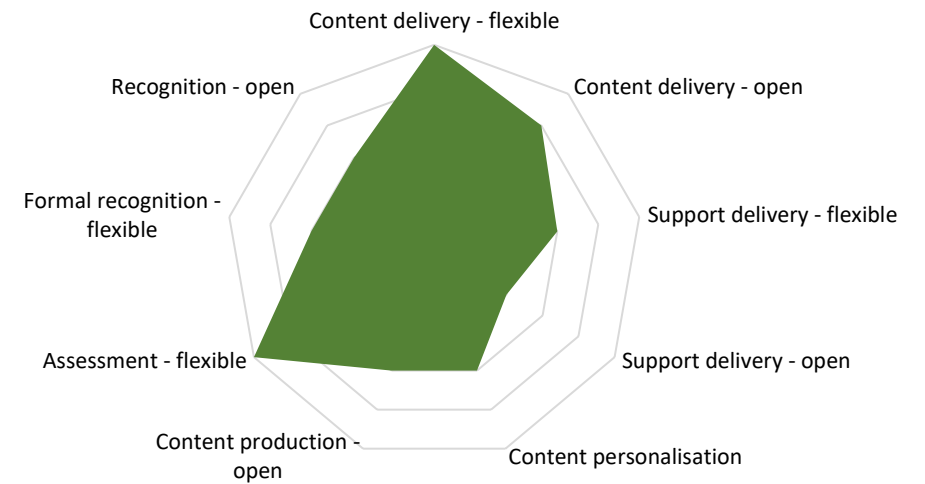 Content delivery - flexible
Recognition - open
Content delivery - open
Formal recognition -
flexible
Support delivery - flexible
Assessment - flexible
Support delivery - open
Content production -
open
Content personalisation